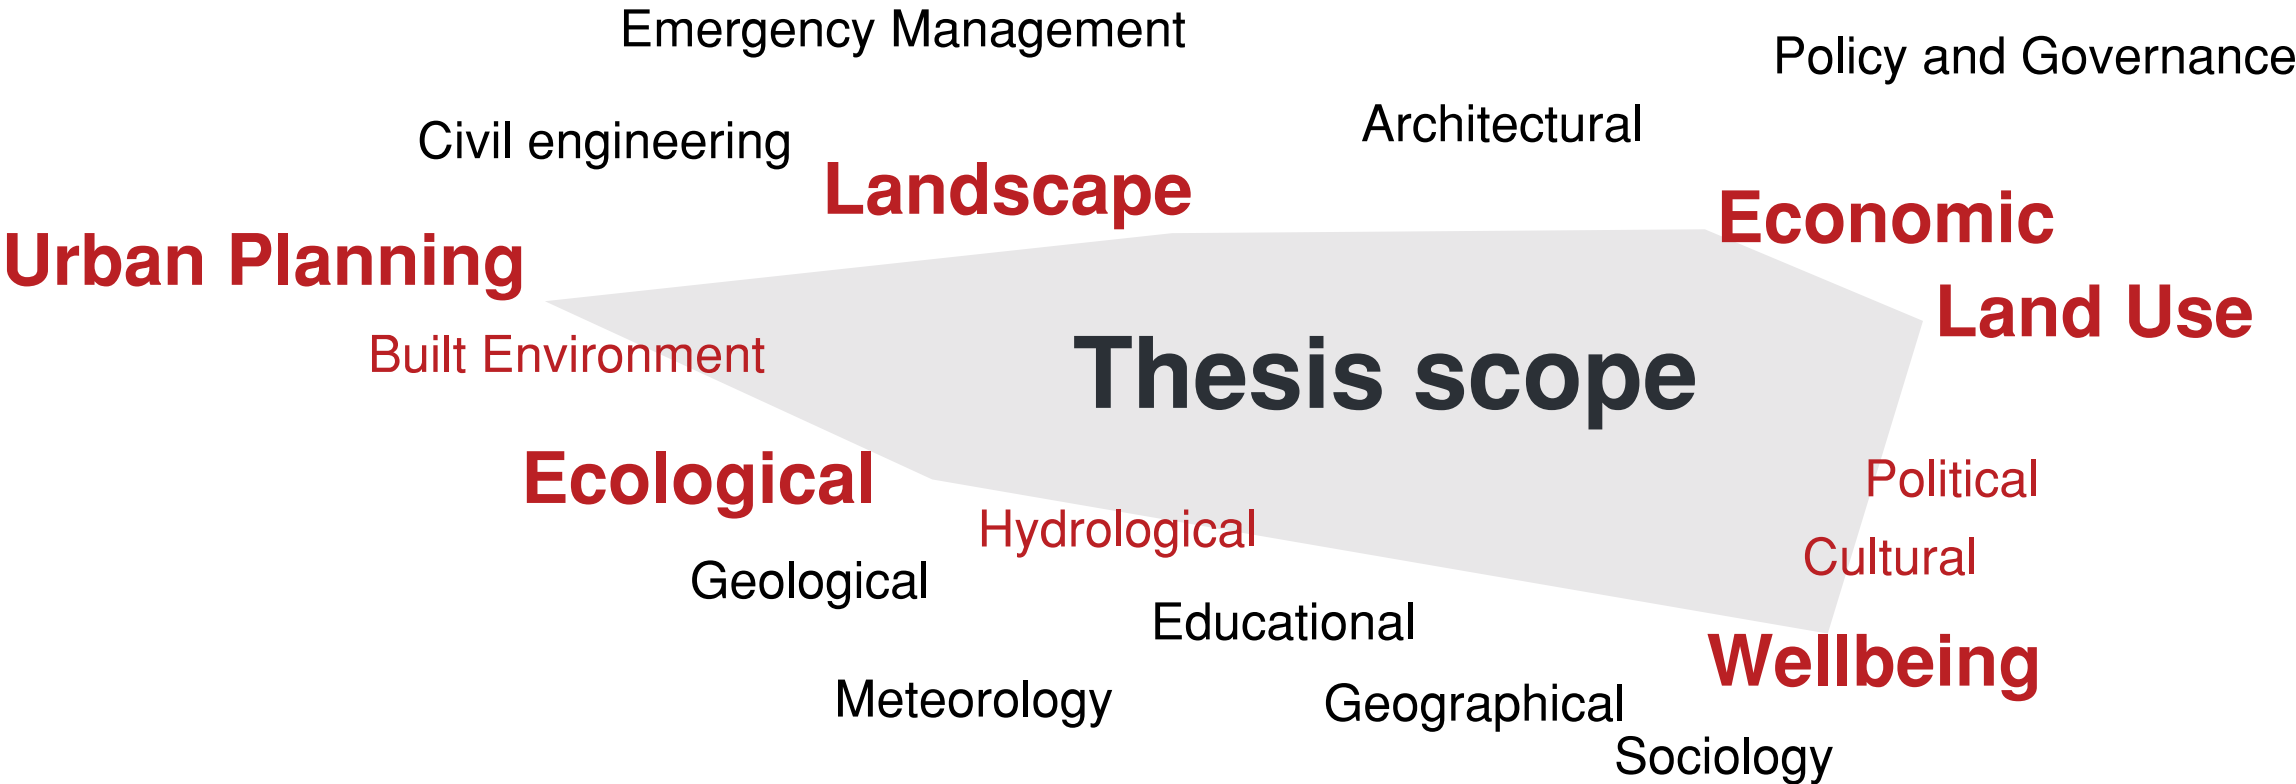 Emergency Management
Policy and Governance
Architectural
Civil engineering
Landscape
Economic
Urban Planning
Land Use
Built Environment
Thesis scope
Ecological
Political
Hydrological
Cultural
Geological
Educational
Wellbeing
Meteorology
Geographical
Sociology